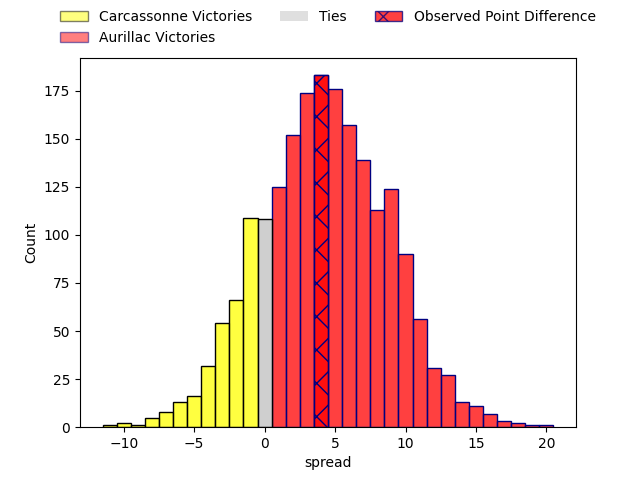 Carcassonne Victories Ties Observed Point Difference
Aurillac Victories
175
150
125
100
75
50
25
0
Count
−10 −5 0 5 10 15 20
spread